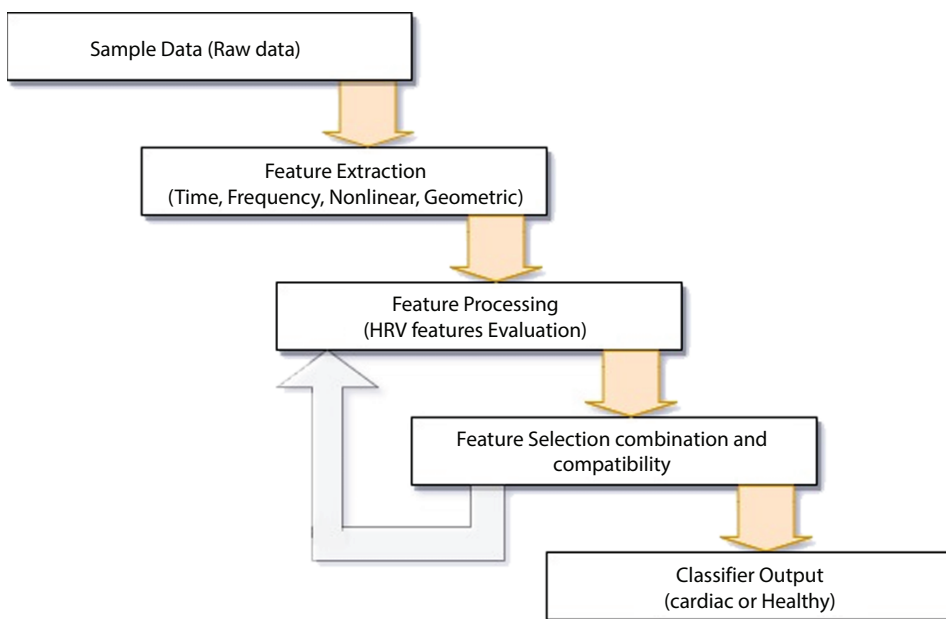 Sample Data (Raw data)
Feature Extraction
(Time, Frequency, Nonlinear, Geometric)
Feature Processing
(HRV features Evaluation)
Feature Selection combination and
compatibility
Classifier Output
(cardiac or Healthy)